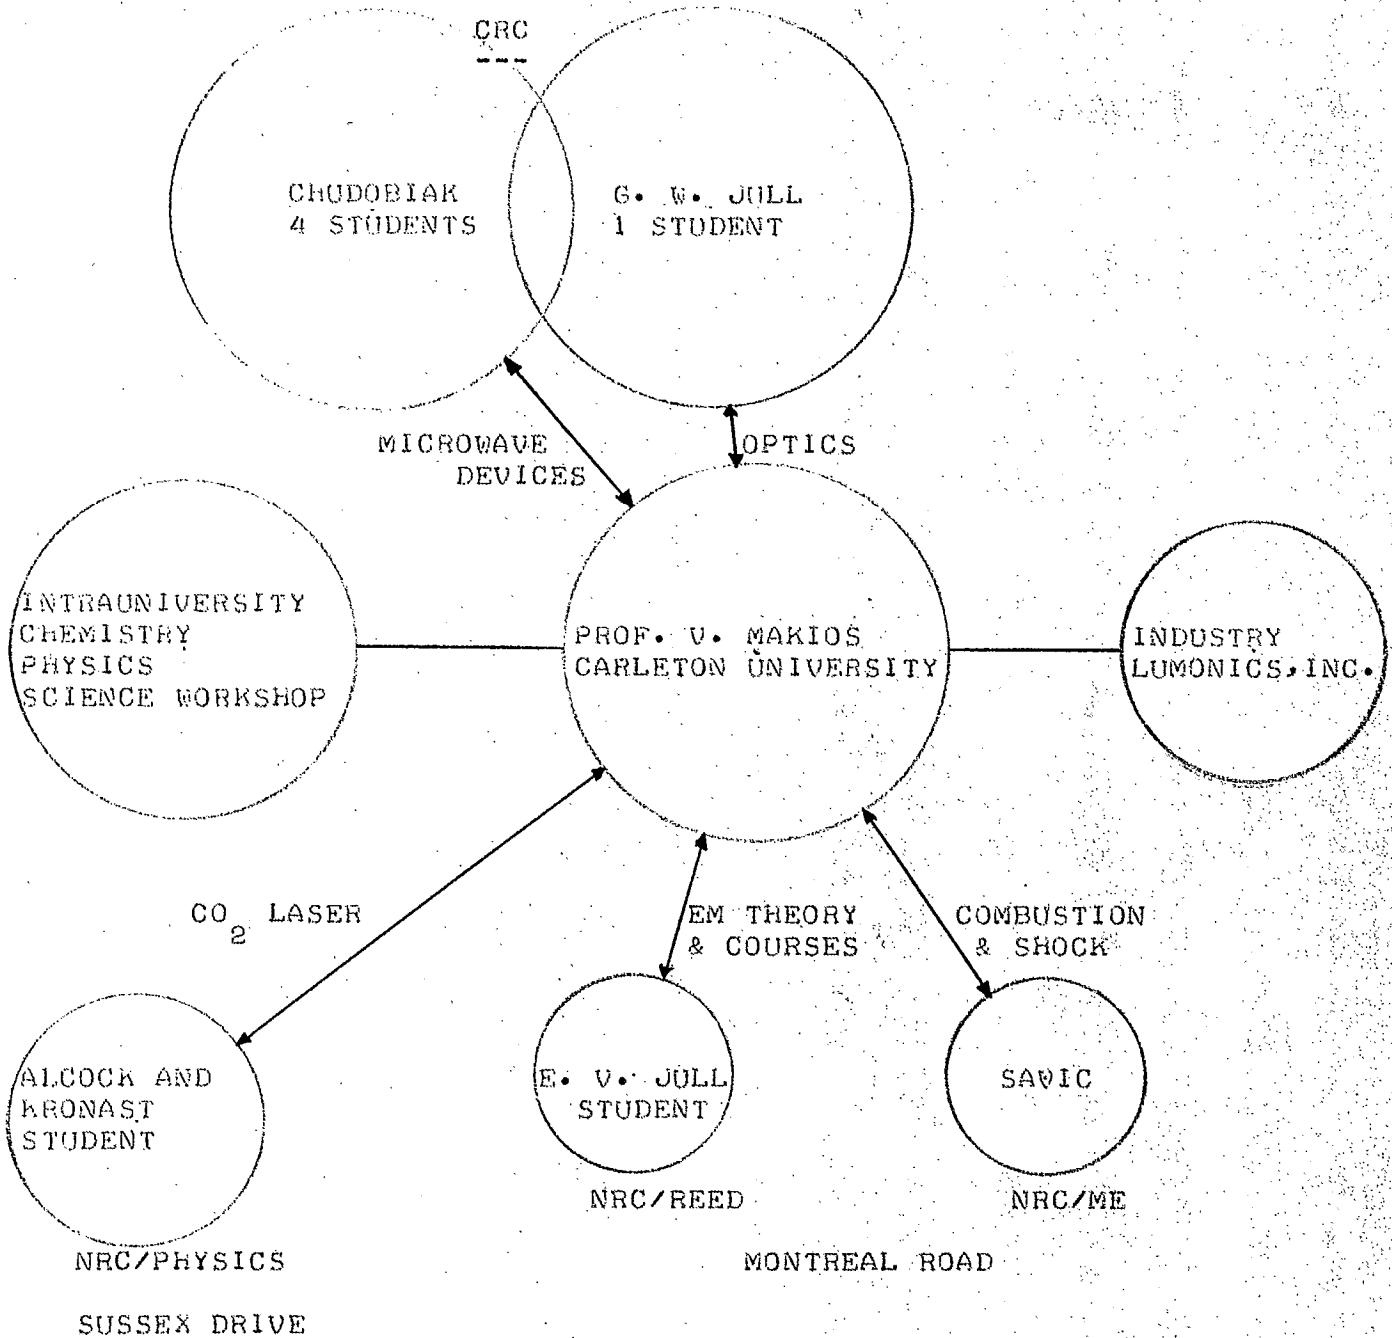 CRC
---
CHUDOBIAK
4 STUDENTS
G. W. JULL
1 STUDENT
MICROWAVE
DEVICES
OPTICS
INTRAUNIVERSITY
CHEMISTRY
PHYSICS
SCIENCE WORKSHOP
PROF. V. MAKIOS
CARLETON UNIVERSITY
INDUSTRY
LUMONICS, INC.
CO2 LASER
EM THEORY
& COURSES
COMBUSTION
& SHOCK
ALCOCK AND
KRONAST
STUDENT
E. V. JULL
STUDENT
SAVIC
NRC/REED
NRC/ME
NRC/PHYSICS
MONTREAL ROAD
SUSSEX DRIVE